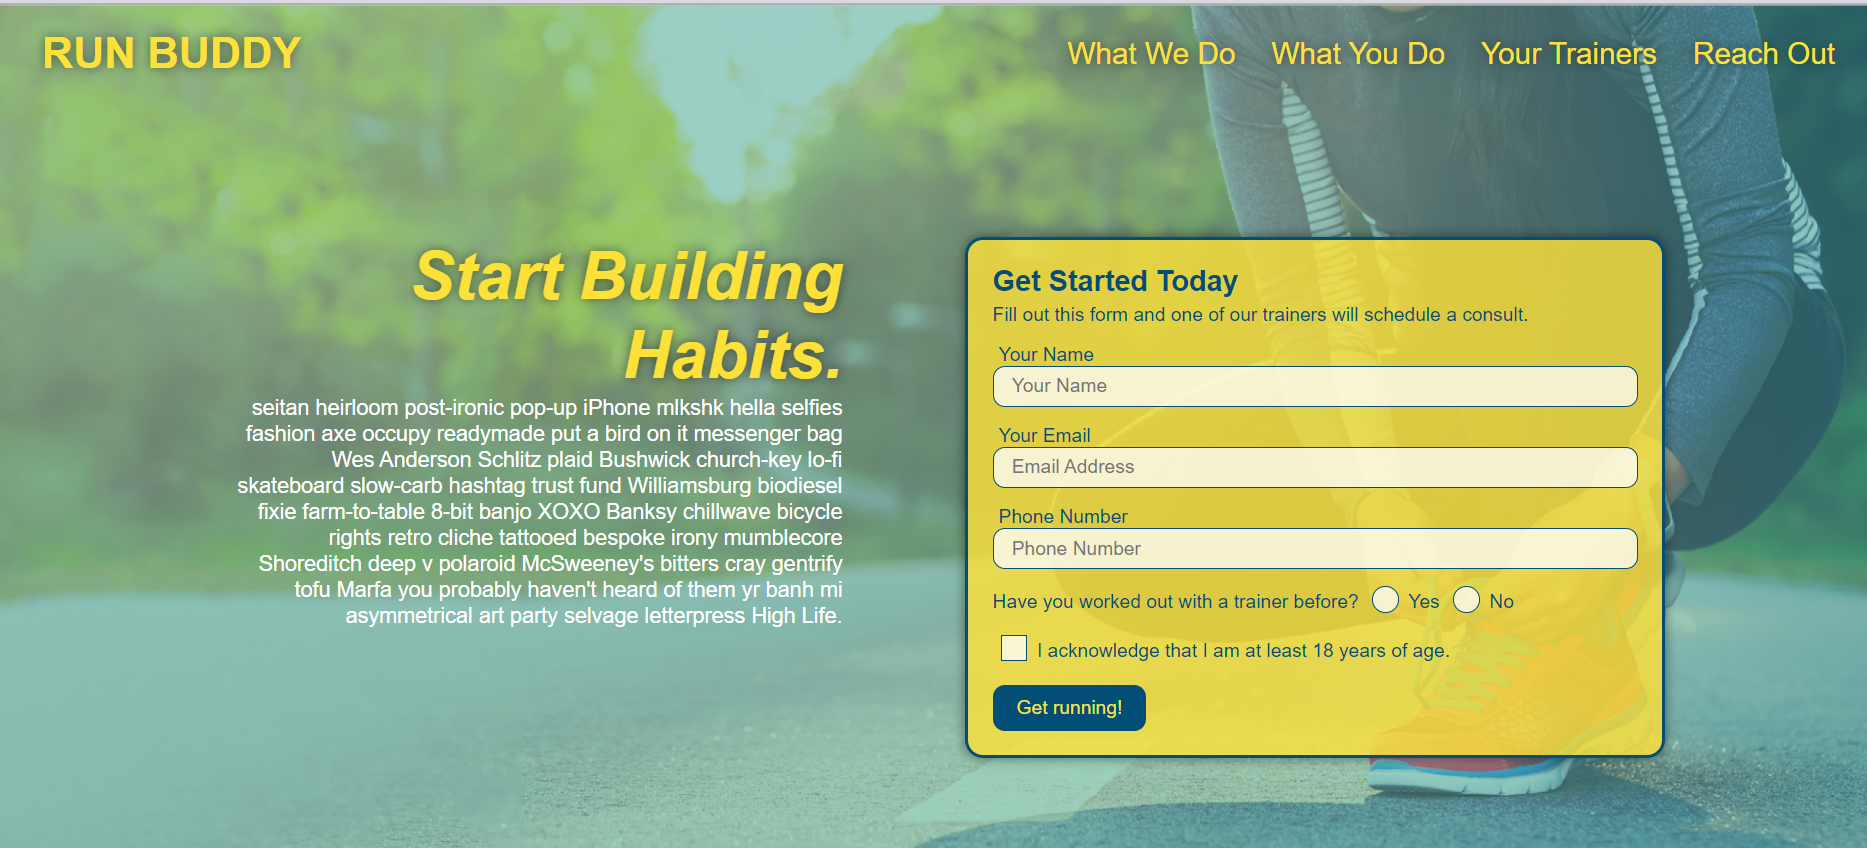 RUN BUDDY
What We Do What You Do Your Trainers Reach Out
Start Building
Habits.
seitan heirloom post-ironic pop-up iPhone mlkshk hella selfies
fashion axe occupy readymade put a bird on it messenger bag
Wes Anderson Schlitz plaid Bushwick church-key lo-fi
skateboard slow-carb hashtag trust fund Williamsburg biodiesel
fixie farm-to-table 8-bit banjo XOXO Banksy chillwave bicycle
rights retro cliche tattooed bespoke irony mumblecore
Shoreditch deep v polaroid McSweeney's bitters cray gentrify
tofu Marfa you probably haven't heard of them yr banh mi
asymmetrical art party selvage letterpress High Life.
Get Started Today
Fill out this form and one of our trainers will schedule a consult.
Your Name
Your Name
Your Email
Email Address
Phone Number
Phone Number
Have you worked out with a trainer before? Yes No
I acknowledge that I am at least 18 years of age.
Get running!